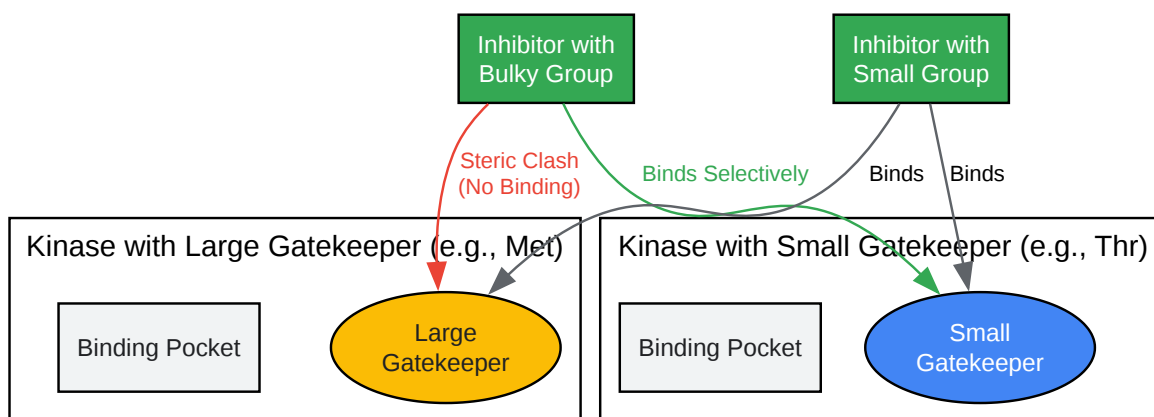 Inhibitor with
Bulky Group
Inhibitor with
Small Group
Steric Clash
(No Binding)
Binds Selectively
Binds
Binds
Kinase with Large Gatekeeper (e.g., Met)
Kinase with Small Gatekeeper (e.g., Thr)
Binding Pocket
Large
Gatekeeper
Binding Pocket
Small
Gatekeeper